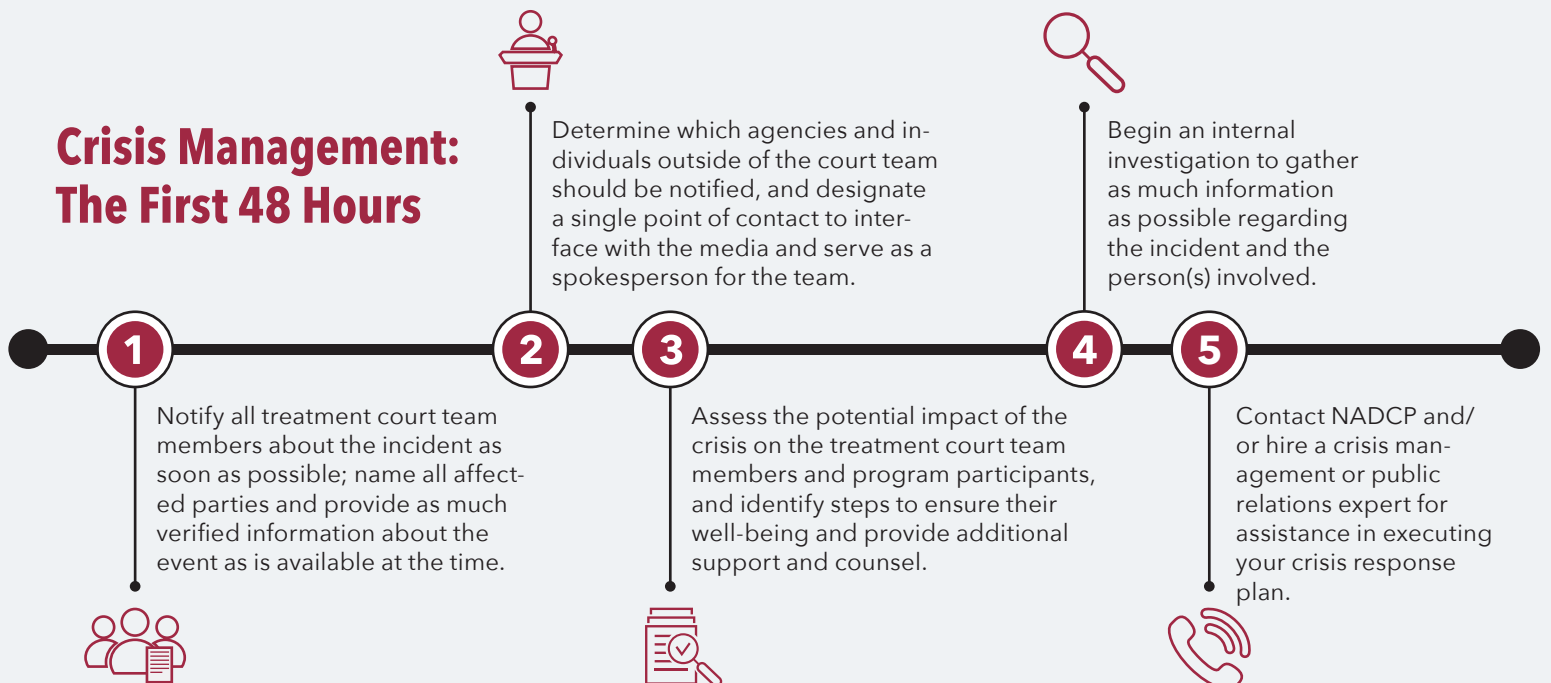 Crisis Management:
The First 48 Hours
1
Notify all treatment court team
members about the incident as
soon as possible; name all affect-
ed parties and provide as much
verified information about the
event as is available at the time.
2
Determine which agencies and in-
dividuals outside of the court team
should be notified, and designate
a single point of contact to inter-
face with the media and serve as a
spokesperson for the team.
3
Assess the potential impact of the
crisis on the treatment court team
members and program participants,
and identify steps to ensure their
well-being and provide additional
support and counsel.
4
Begin an internal
investigation to gather
as much information
as possible regarding
the incident and the
person(s) involved.
5
Contact NADCP and/
or hire a crisis man-
agement or public
relations expert for
assistance in executing
your crisis response
plan.